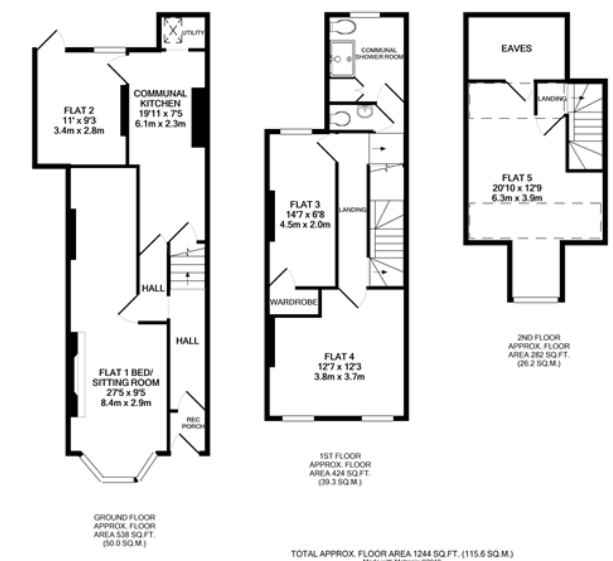 UTILITY
COMMUNAL
KITCHEN
19'11 x 7'5
6.1m x 2.3m
FLAT 2
11' x 9'3
3.4m x 2.8m
HALL
HALL
FLAT 1 BED/
SITTING ROOM
27'5 x 9'5
8.4m x 2.9m
REC
PORCH
GROUND FLOOR
APPROX. FLOOR
AREA 538 SQ.FT.
(50.0 SQ.M.)
COMMUNAL
SHOWER ROOM
FLAT 3
14'7 x 6'8
4.5m x 2.0m
LANDING
WARDROBE
FLAT 4
12'7 x 12'3
3.8m x 3.7m
1ST FLOOR
APPROX. FLOOR
AREA 424 SQ.FT.
(39.3 SQ.M.)
EAVES
LANDING
FLAT 5
20'10 x 12'9
6.3m x 3.9m
2ND FLOOR
APPROX. FLOOR
AREA 282 SQ.FT.
(26.2 SQ.M.)
TOTAL APPROX. FLOOR AREA 1244 SQ.FT. (115.6 SQ.M.)
Made with Metropix